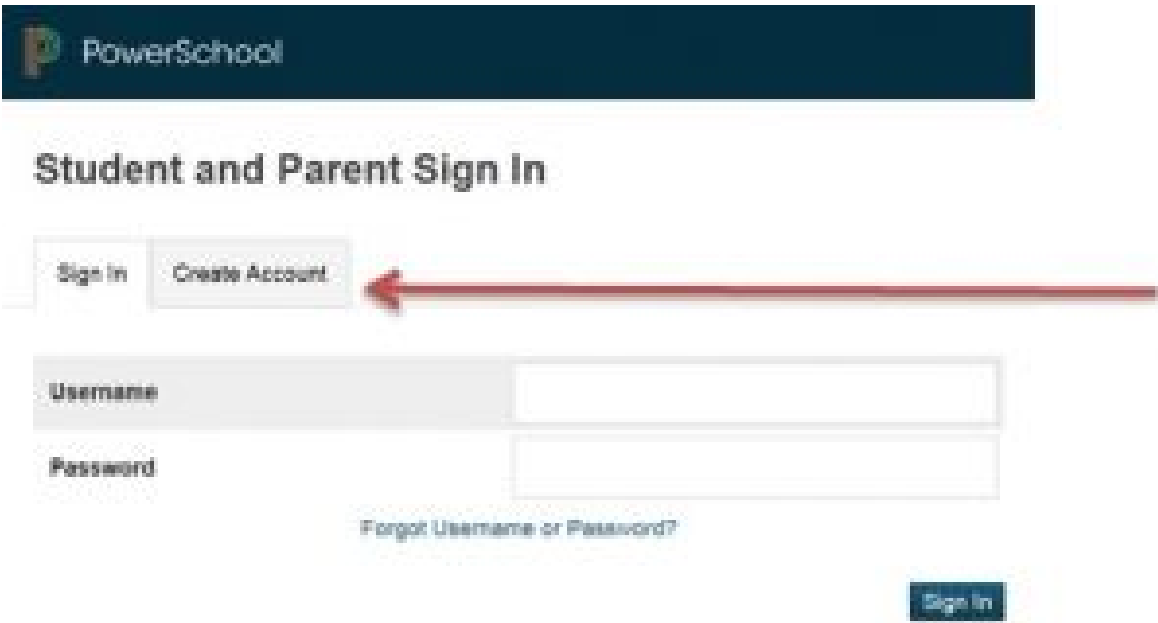 PowerSchool
Student and Parent Sign In
Sign In
Create Account
Username
Password
Forgot Username or Password?
Sign In